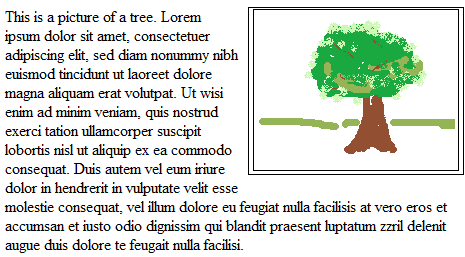 This is a picture of a tree. Lorem
ipsum dolor sit amet, consectetuer
adipiscing elit, sed diam nonummy nibh
euismod tincidunt ut laoreet dolore
magna aliquam erat volutpat. Ut wisi
enim ad minim veniam, quis nostrud
exerci tation ullamcorper suscipit
lobortis nisl ut aliquip ex ea commodo
consequat. Duis autem vel eum iriure
dolor in hendrerit in vulputate velit esse
molestie consequat, vel illum dolore eu feugiat nulla facilisis at vero eros et
accumsan et iusto odio dignissim qui blandit praesent luptatum zzril delenit
augue duis dolore te feugait nulla facilisi.